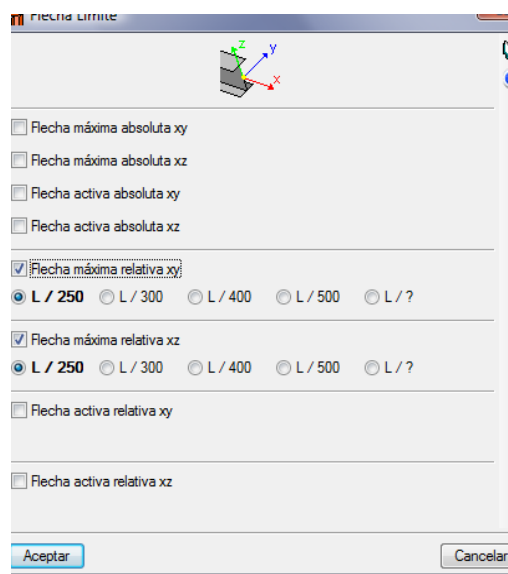 Flecha Límite
z
y
x
Flecha máxima absoluta xy
Flecha máxima absoluta xz
Flecha activa absoluta xy
Flecha activa absoluta xz
Flecha máxima relativa xy
L / 250 L / 300 L / 400 L / 500 L / ?
Flecha máxima relativa xz
L / 250 L / 300 L / 400 L / 500 L / ?
Flecha activa relativa xy
Flecha activa relativa xz
Aceptar Cancelar